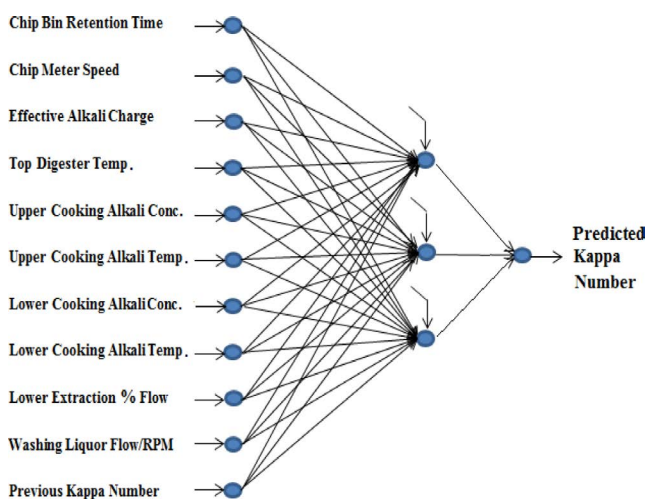 Chip Bin Retention Time
Chip Meter Speed
Effective Alkali Charge
Top Digester Temp.
Upper Cooking Alkali Conc.
Upper Cooking Alkali Temp.
Lower Cooking Alkali Conc.
Lower Cooking Alkali Temp.
Lower Extraction % Flow
Washing Liquor Flow/RPM
Previous Kappa Number
Predicted
Kappa
Number